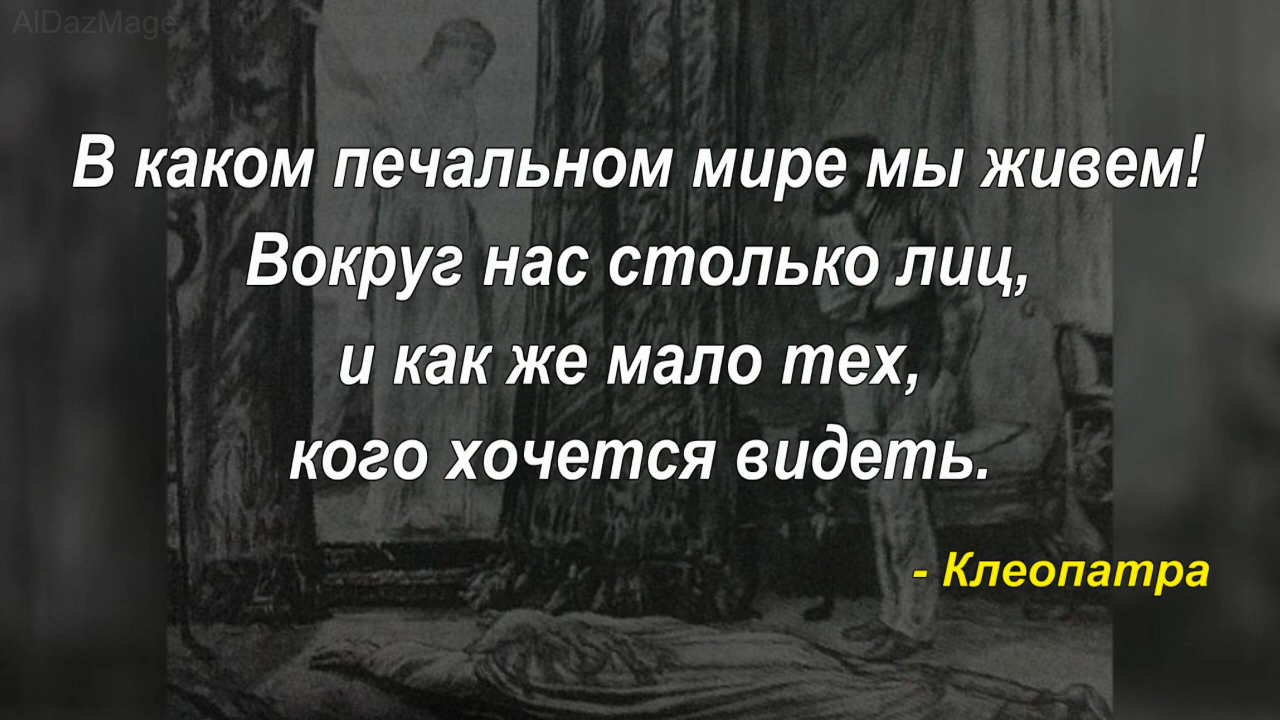 AlDazMage
В каком печальном мире мы живем!
Вокруг нас столько лиц,
и как же мало тех,
кого хочется видеть.
- Клеопатра